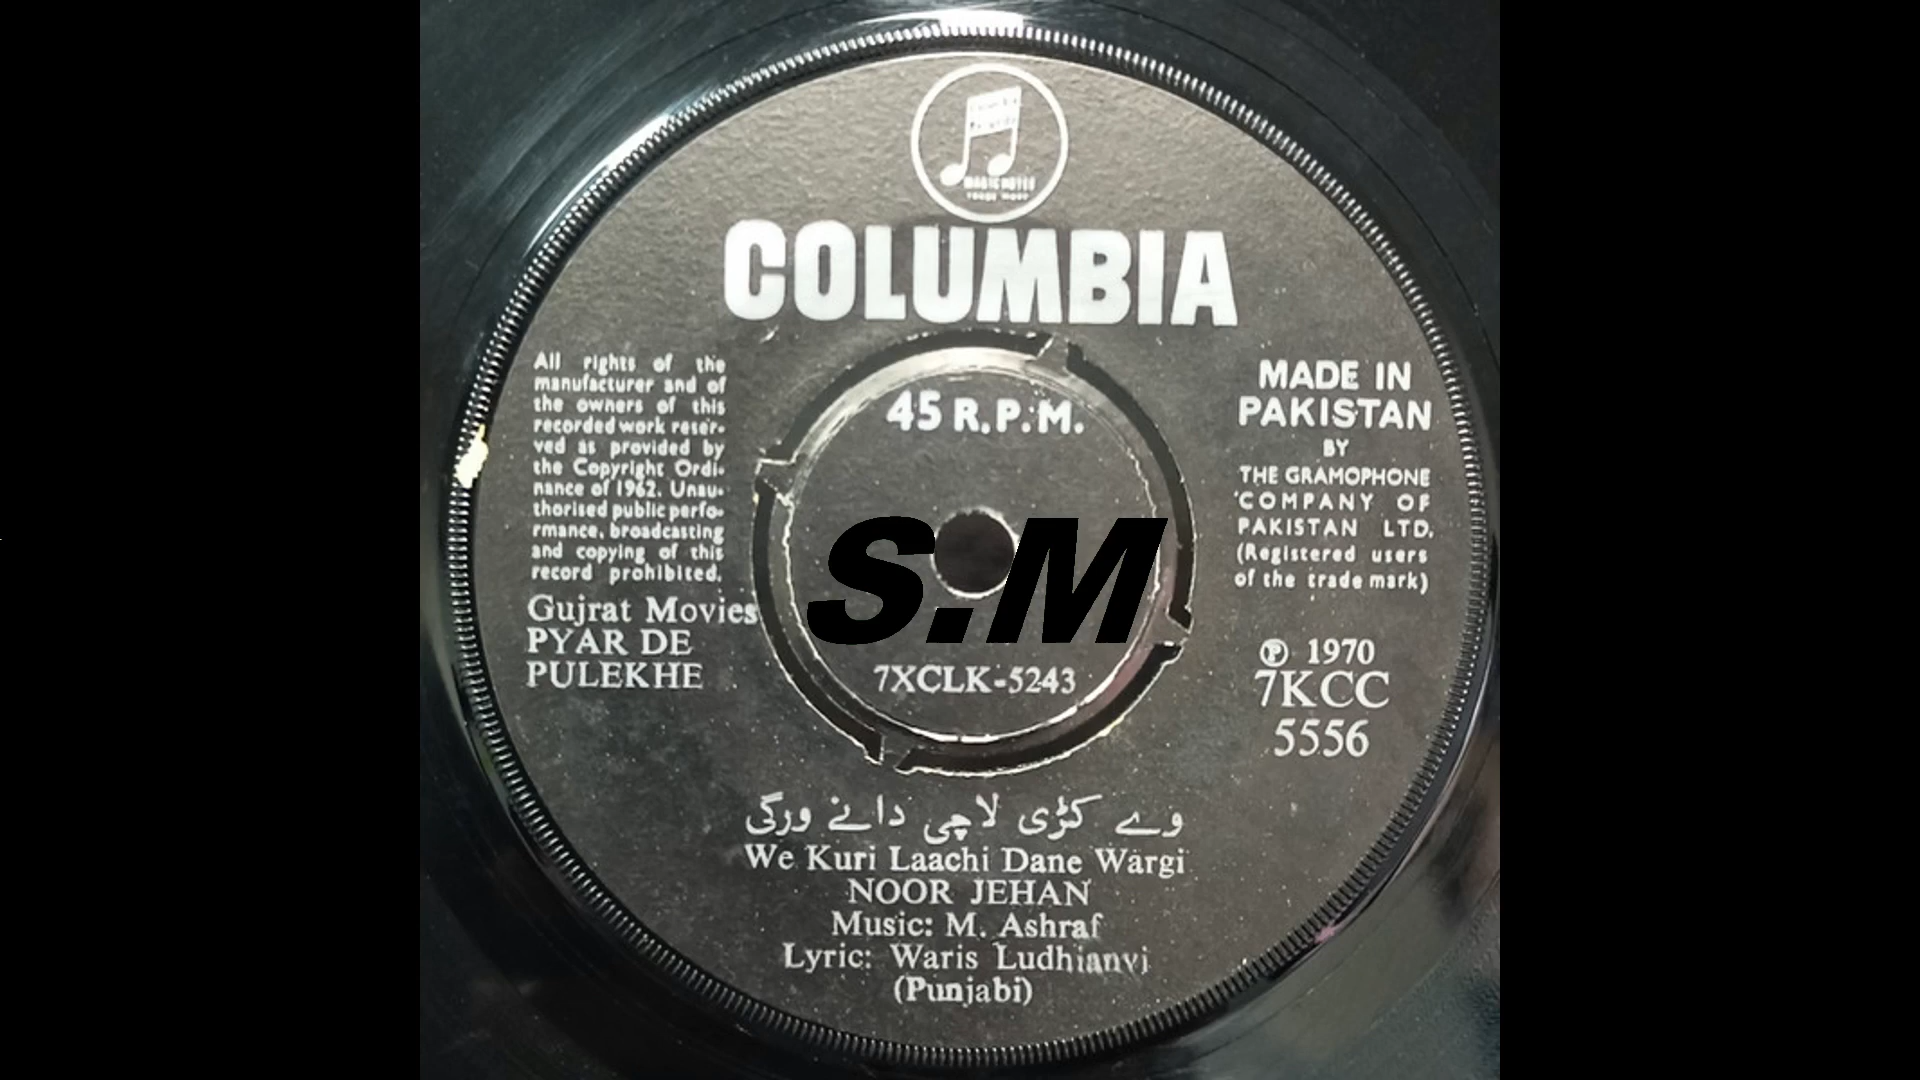 MAGIC NOTES
TRADE MARK
COLUMBIA
45 R.P.M.
All rights of the
manufacturer and of
the owners of this
recorded work reser-
ved as provided by
the Copyright Ordi-
nance of 1962. Unau-
thorised public perfo-
rmance, broadcasting
and copying of this
record prohibited.
Gujrat Movies
PYAR DE
PULEKHE
MADE IN
PAKISTAN
BY
THE GRAMOPHONE
COMPANY OF
PAKISTAN LTD.
(Registered users
of the trade mark)
℗ 1970
7KCC
5556
S.M
7XCLK-5243
وے کڑی لاچی دانے ورگی
We Kuri Laachi Dane Wargi
NOOR JEHAN
Music: M. Ashraf
Lyric: Waris Ludhianvi
(Punjabi)